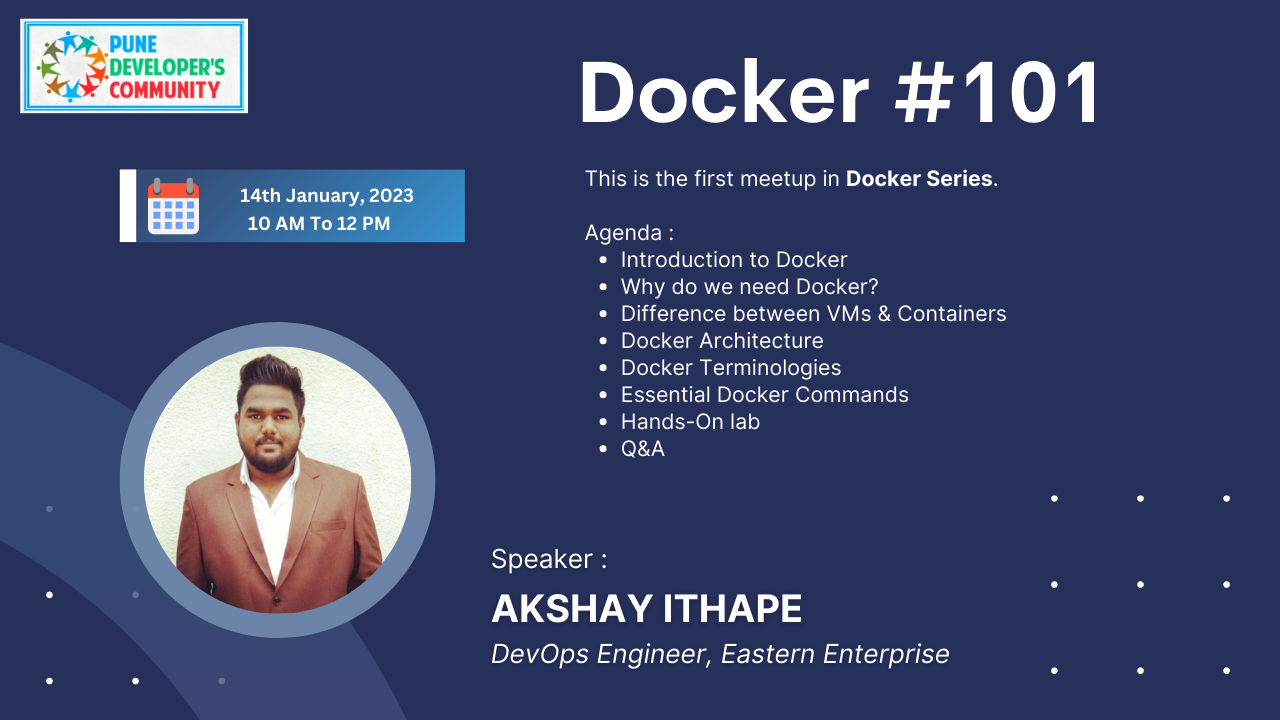 PUNE
DEVELOPER'S
COMMUNITY
Docker #101
14th January, 2023
10 AM To 12 PM
This is the first meetup in Docker Series.
Agenda :
• Introduction to Docker
• Why do we need Docker?
• Difference between VMs & Containers
• Docker Architecture
• Docker Terminologies
• Essential Docker Commands
• Hands-On lab
• Q&A
Speaker :
AKSHAY ITHAPE
DevOps Engineer, Eastern Enterprise